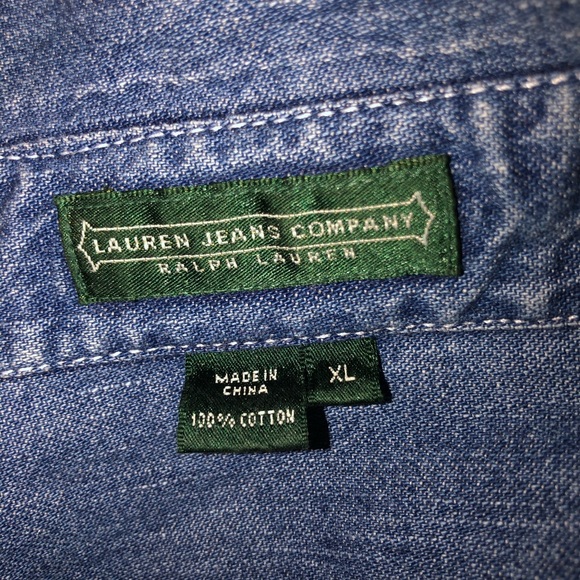 LAUREN JEANS COMPANY
RALPH LAUREN
MADE IN
CHINA
100% COTTON
XL